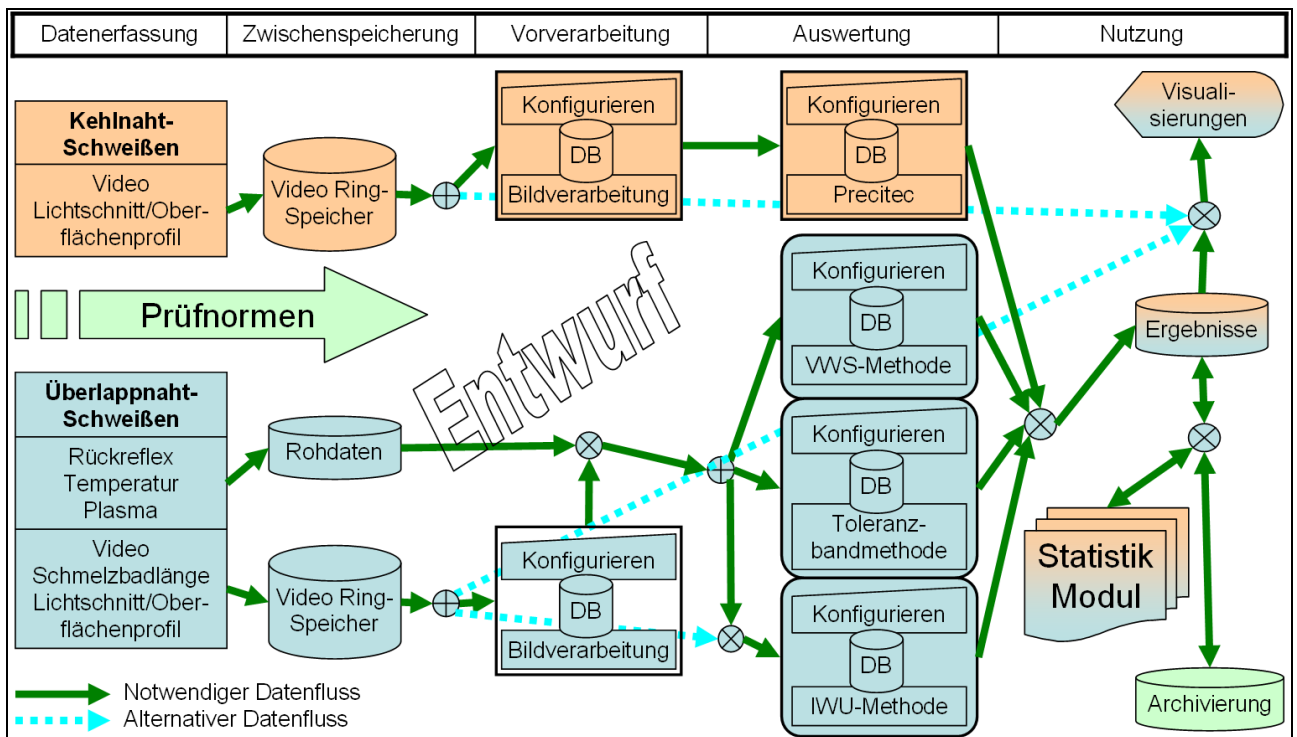 Datenerfassung
Zwischenspeicherung
Vorverarbeitung
Auswertung
Nutzung
Kehlnaht-
Schweißen
Video
Lichtschnitt/Ober-
flächenprofil
Video Ring-
Speicher
Konfigurieren
DB
Bildverarbeitung
Konfigurieren
DB
Precitec
Visuali-
sierungen
Prüfnormen
Entwurf
Konfigurieren
DB
VWS-Methode
Ergebnisse
Überlappnaht-
Schweißen
Rückreflex
Temperatur
Plasma
Video
Schmelzbadlänge
Lichtschnitt/Ober-
flächenprofil
Rohdaten
Video Ring-
Speicher
Konfigurieren
DB
Bildverarbeitung
Konfigurieren
DB
Toleranz-
bandmethode
Konfigurieren
DB
IWU-Methode
Statistik
Modul
Archivierung
Notwendiger Datenfluss
Alternativer Datenfluss